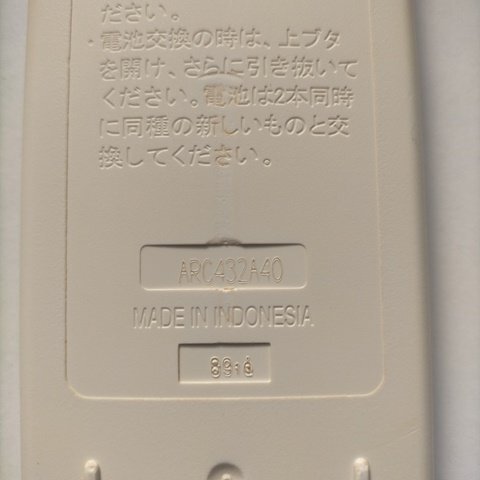 ださい。
・電池交換の時は、上ブタ
を開け、さらに引き抜いて
ください。電池は2本同時
に同種の新しいものと交
換してください。
ARC432A40
MADE IN INDONESIA